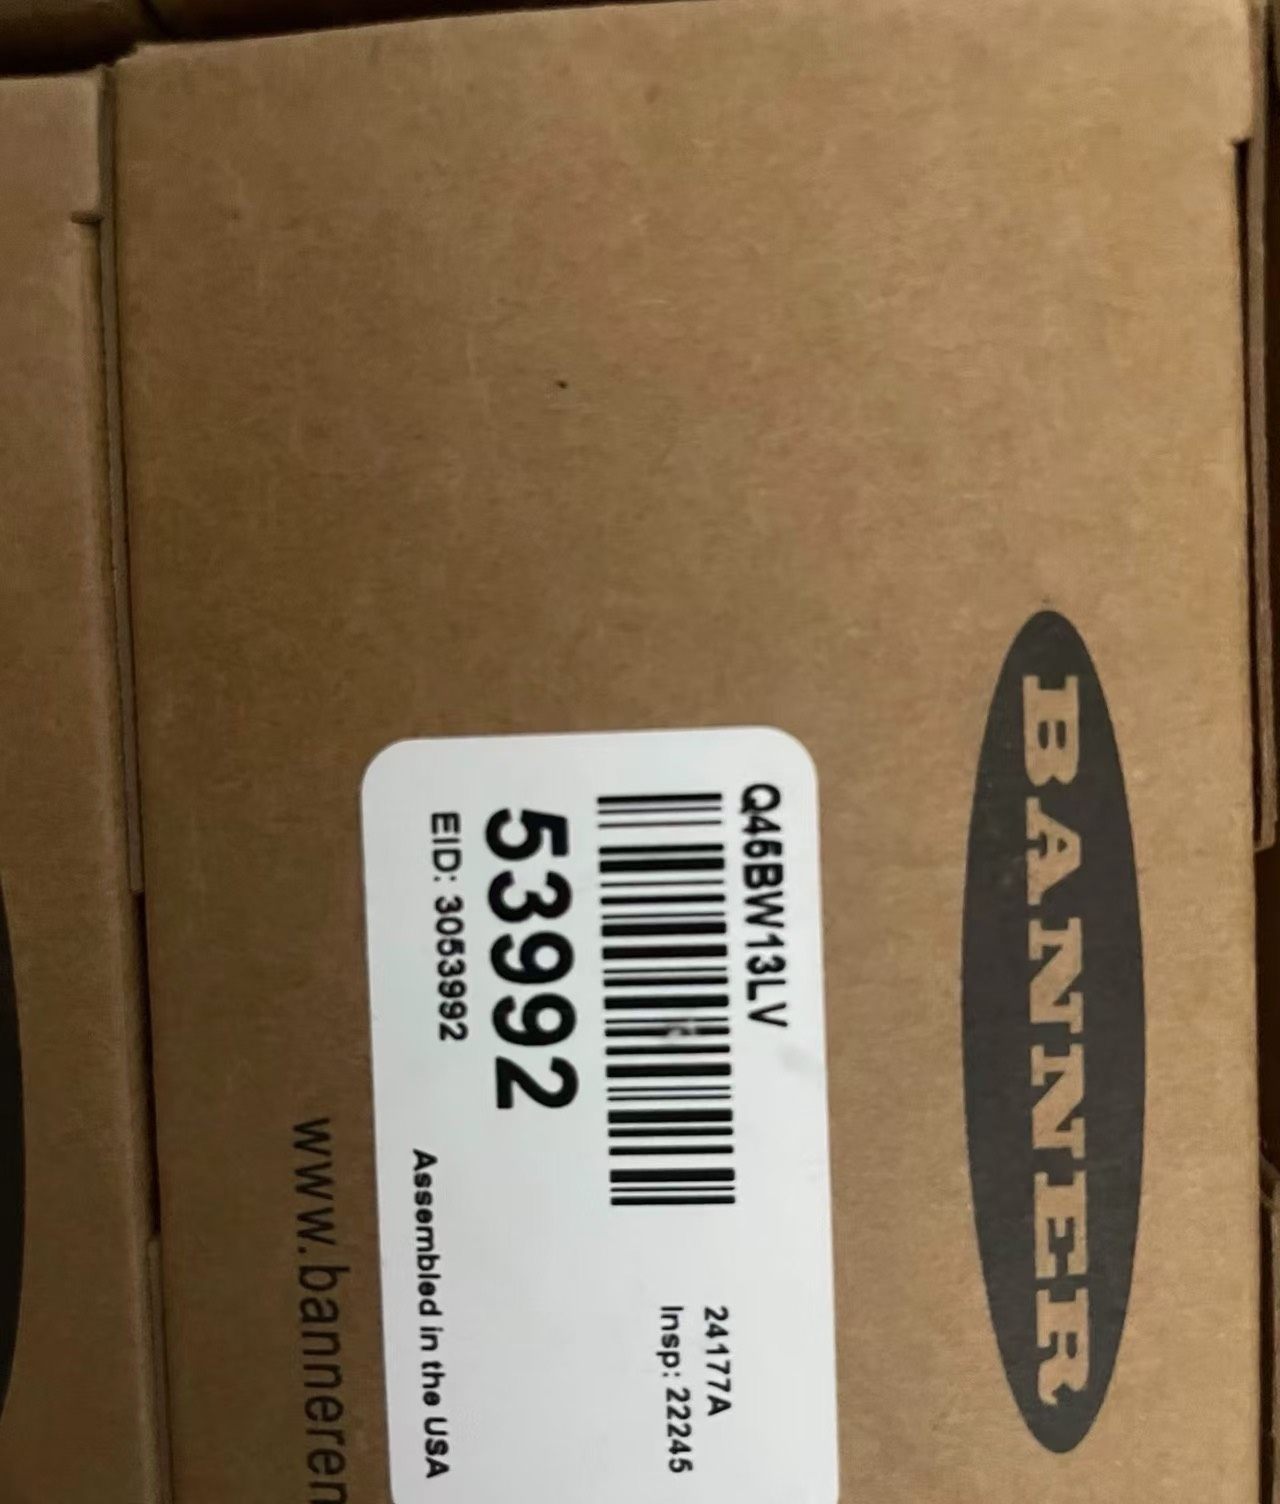 BANNER
Q45BW13LV
53992
EID: 3053992
24177A
Insp: 22245
Assembled in the USA
www.banneren